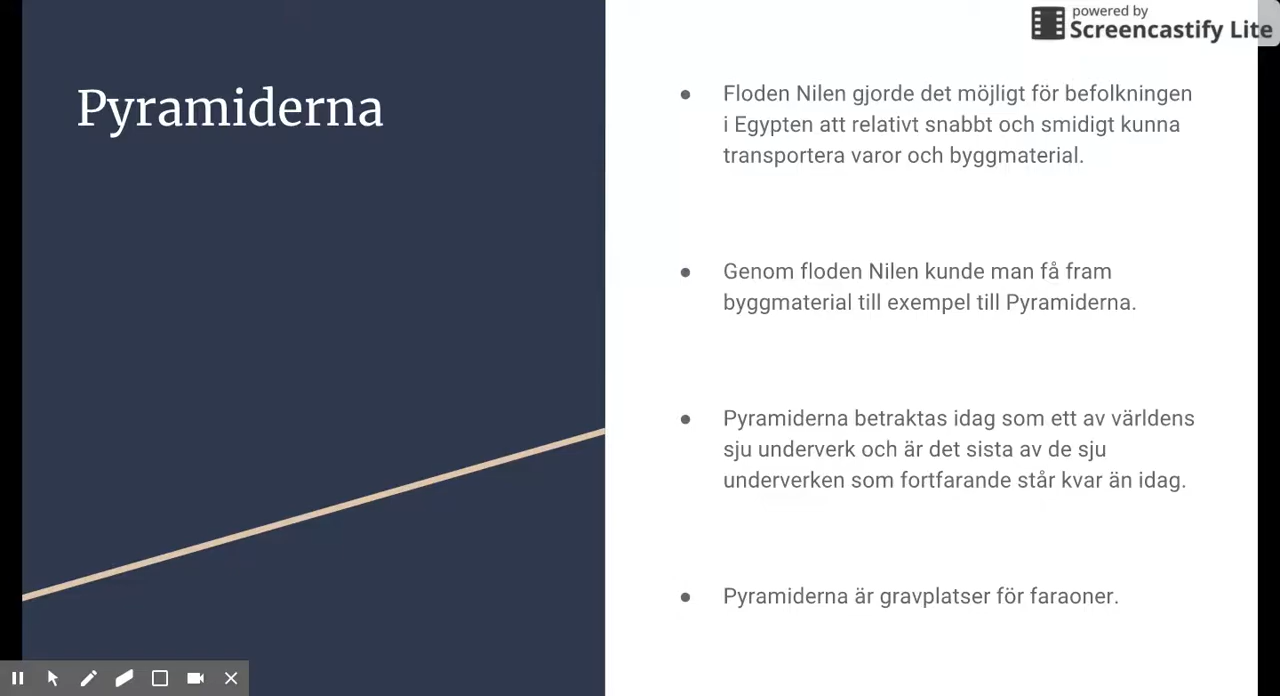 powered by
Screencastify Lite
Pyramiderna
● Floden Nilen gjorde det möjligt för befolkningen
i Egypten att relativt snabbt och smidigt kunna
transportera varor och byggmaterial.
● Genom floden Nilen kunde man få fram
byggmaterial till exempel till Pyramiderna.
● Pyramiderna betraktas idag som ett av världens
sju underverk och är det sista av de sju
underverken som fortfarande står kvar än idag.
● Pyramiderna är gravplatser för faraoner.